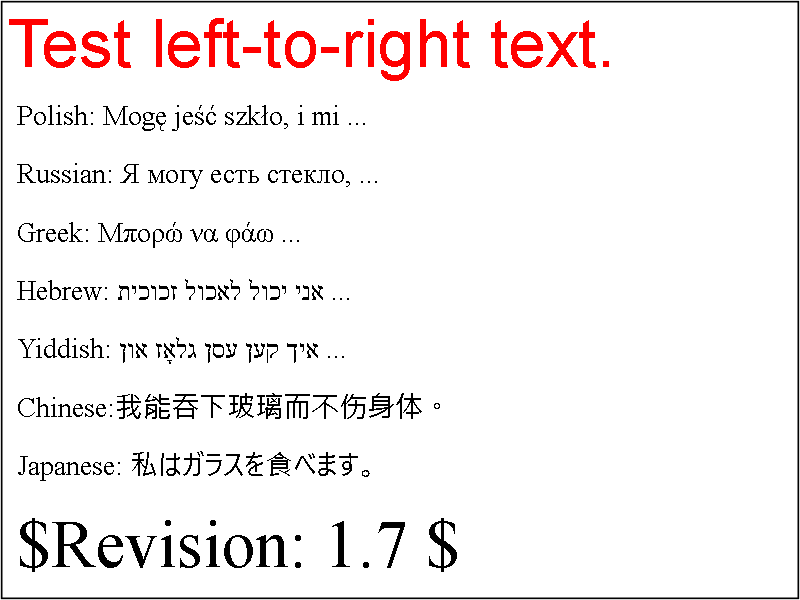 Test left-to-right text.
Polish: Mogę jeść szkło, i mi ...
Russian: Я могу есть стекло, ...
Greek: Μπορώ να φάω ...
Hebrew: אני יכול לאכול זכוכית ...
Yiddish: איך קען עסן גלאָז און ...
Chinese:我能吞下玻璃而不伤身体。
Japanese: 私はガラスを食べます。
$Revision: 1.7 $